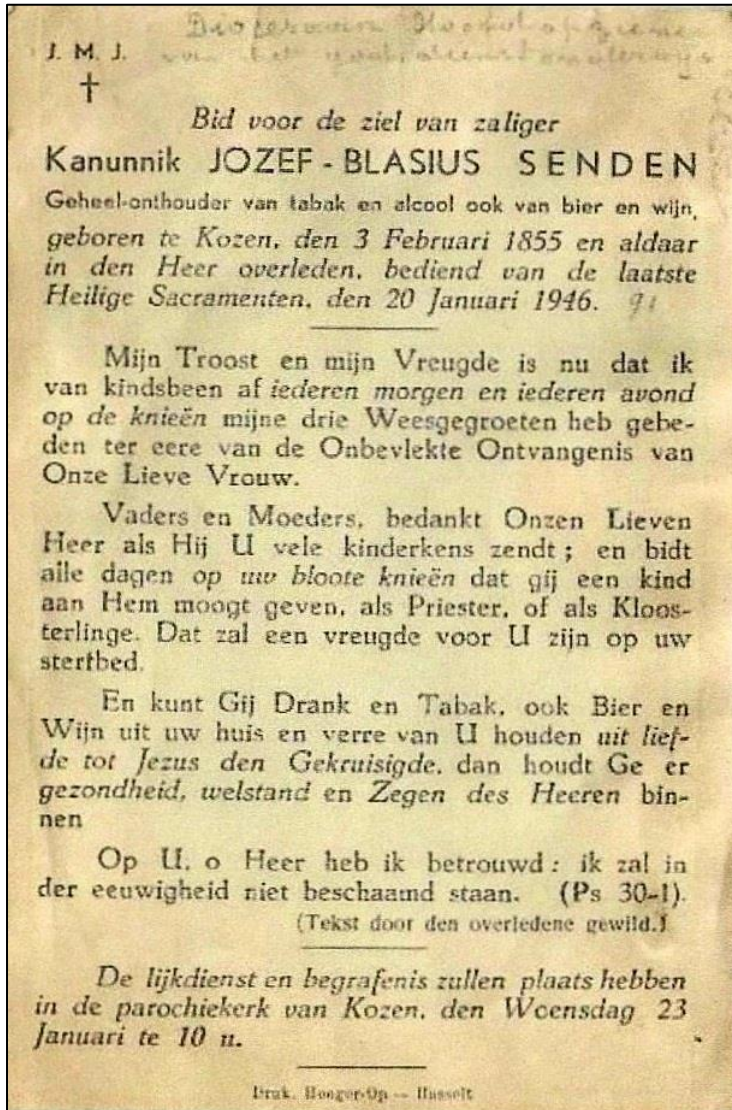 van het
J. M. J.
†
Bid voor de ziel van zaliger
Kanunnik JOZEF - BLASIUS SENDEN
Geheel-onthouder van tabak en alcool ook van bier en wijn,
geboren te Kozen, den 3 Februari 1855 en aldaar
in den Heer overleden, bediend van de laatste
Heilige Sacramenten, den 20 Januari 1946. 91
Mijn Troost en mijn Vreugde is nu dat ik
van kindsbeen af iederen morgen en iederen avond
op de knieën mijne drie Weesgegroeten heb gebe-
den ter eere van de Onbevlekte Ontvangenis van
Onze Lieve Vrouw.
Vaders en Moeders, bedankt Onzen Lieven
Heer als Hij U vele kinderkens zendt ; en bidt
alle dagen op uw bloote knieën dat gij een kind
aan Hem moogt geven, als Priester, of als Kloos-
terlinge. Dat zal een vreugde voor U zijn op uw
sterfbed.
En kunt Gij Drank en Tabak, ook Bier en
Wijn uit uw huis en verre van U houden uit lief-
de tot Jezus den Gekruisigde, dan houdt Ge er
gezondheid, welstand en Zegen des Heeren bin-
nen
Op U, o Heer heb ik betrouwd : ik zal in
der eeuwigheid niet beschaamd staan. (Ps 30-1).
(Tekst door den overledene gewild.)
De lijkdienst en begrafenis zullen plaats hebben
in de parochiekerk van Kozen, den Woensdag 23
Januari te 10 u.
Druk. Hooger-Op — Hasselt